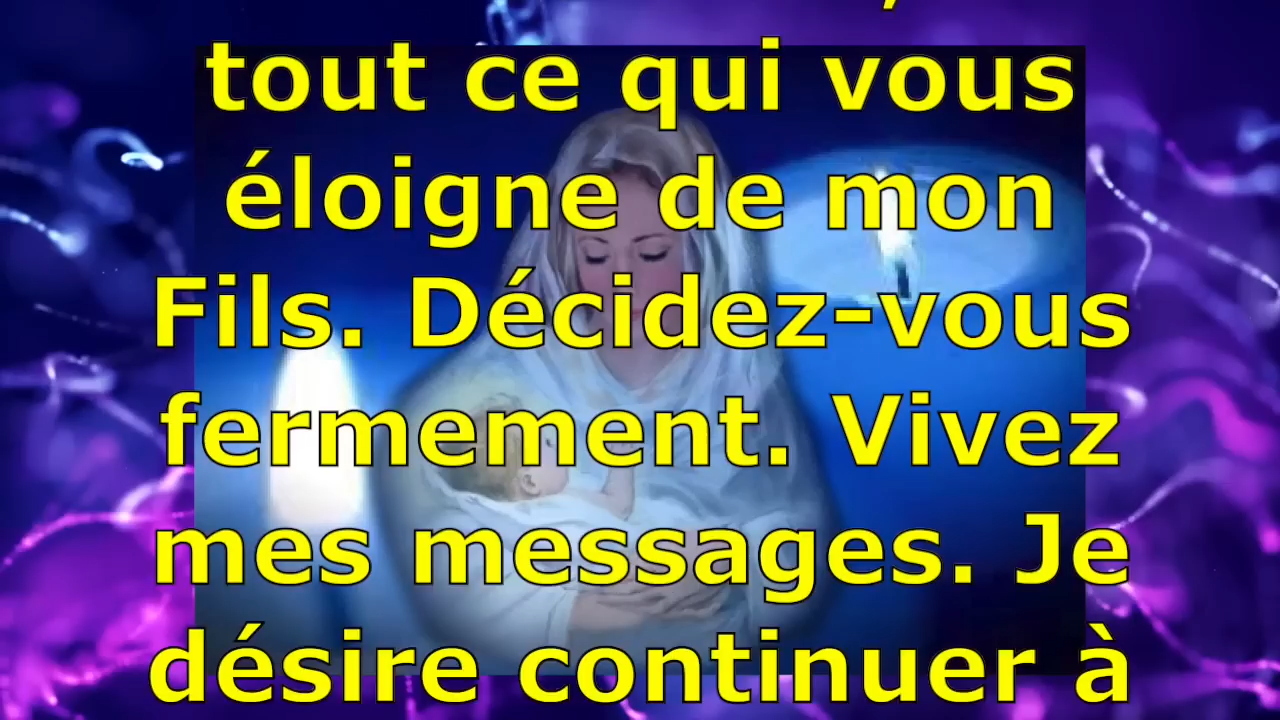 tout ce qui vous
éloigne de mon
Fils. Décidez-vous
fermement. Vivez
mes messages. Je
désire continuer à